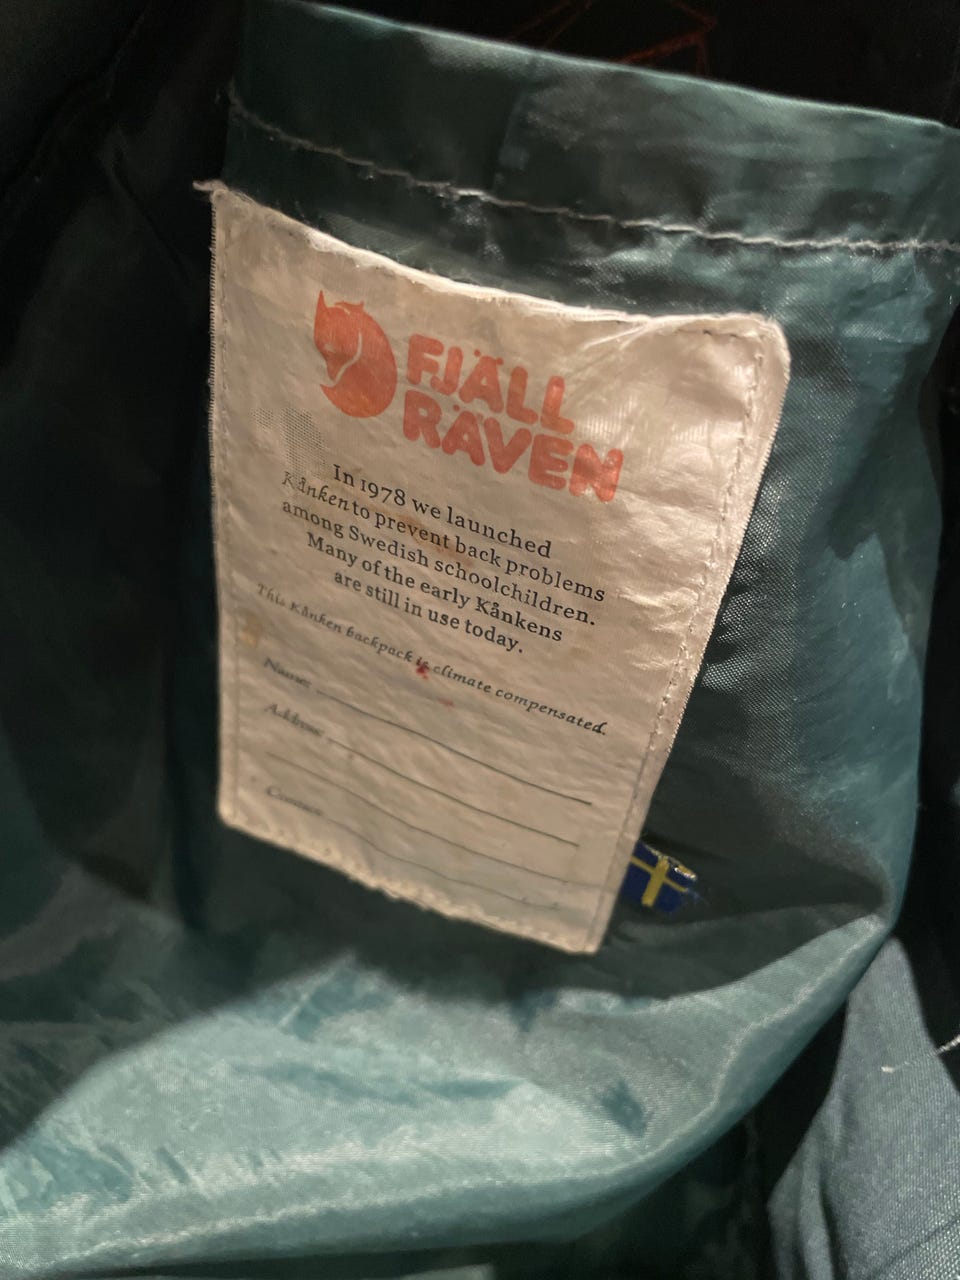 FJÄLL
RÄVEN
In 1978 we launched
Kånken to prevent back problems
among Swedish schoolchildren.
Many of the early Kånkens
are still in use today.
This Kånken backpack is climate compensated.
Name:
Address:
Contact: